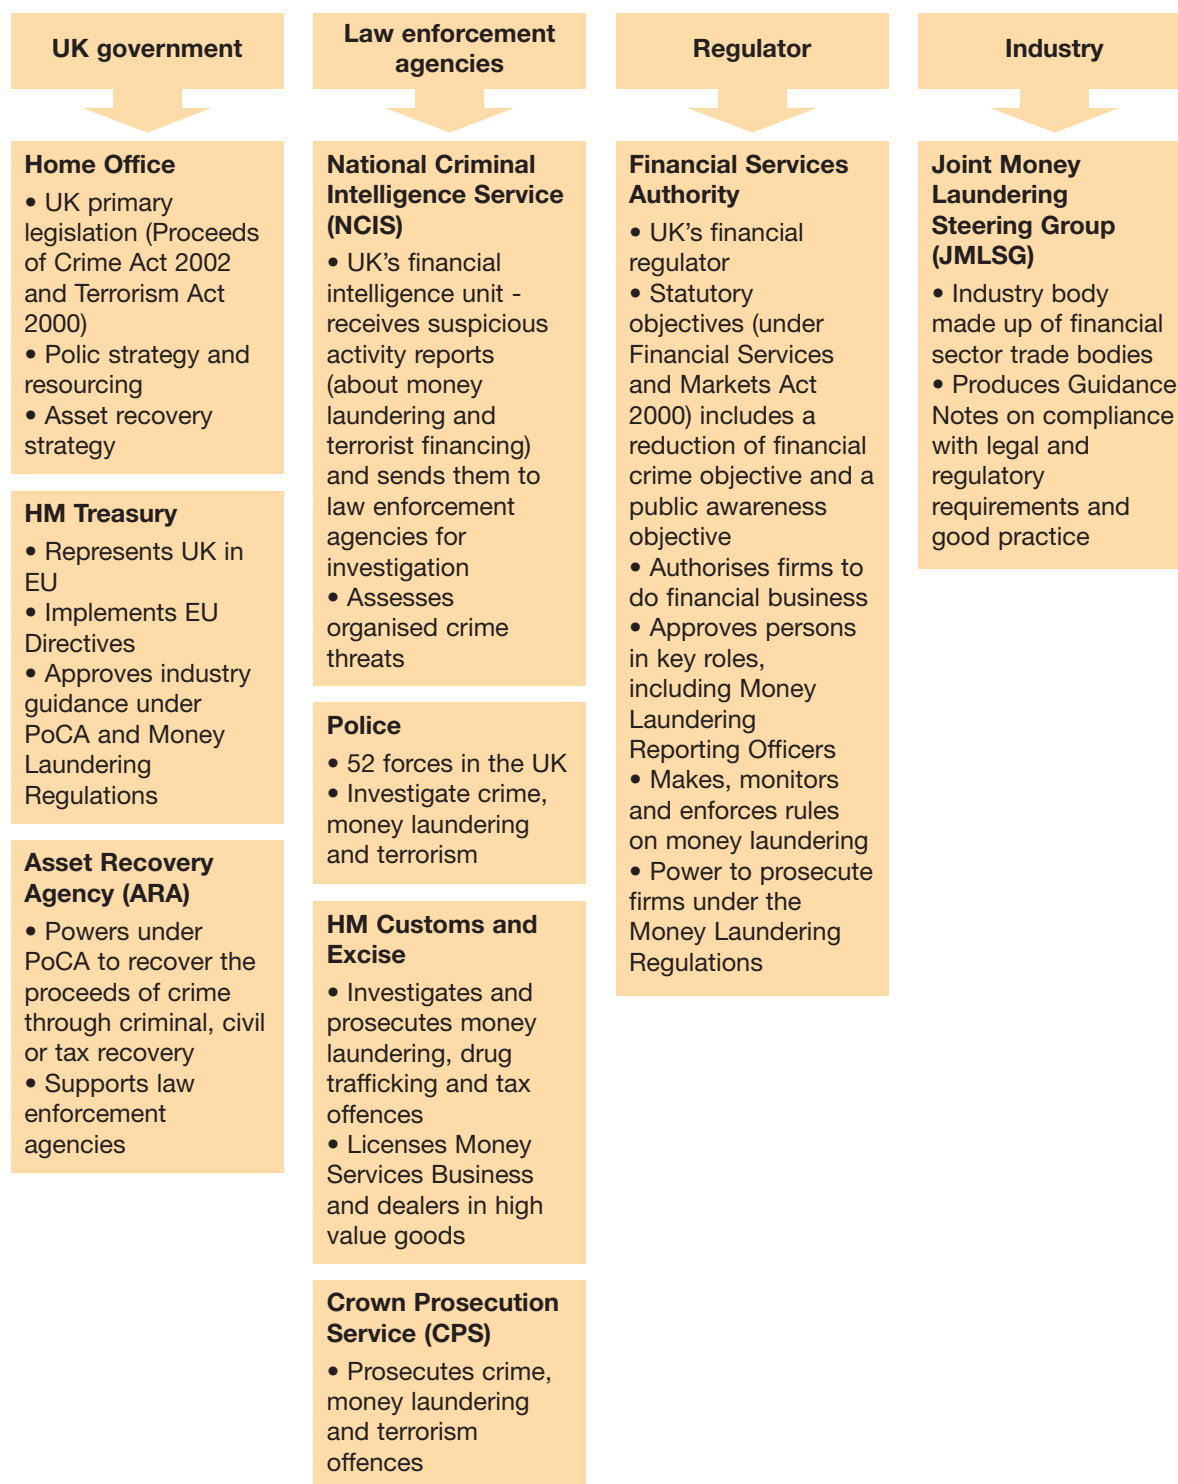 UK government
Home Office
• UK primary
legislation (Proceeds
of Crime Act 2002
and Terrorism Act
2000)
• Polic strategy and
resourcing
• Asset recovery
strategy
HM Treasury
• Represents UK in
EU
• Implements EU
Directives
• Approves industry
guidance under
PoCA and Money
Laundering
Regulations
Asset Recovery
Agency (ARA)
• Powers under
PoCA to recover the
proceeds of crime
through criminal, civil
or tax recovery
• Supports law
enforcement
agencies
Law enforcement
agencies
National Criminal
Intelligence Service
(NCIS)
• UK's financial
intelligence unit -
receives suspicious
activity reports
(about money
laundering and
terrorist financing)
and sends them to
law enforcement
agencies for
investigation
• Assesses
organised crime
threats
Police
• 52 forces in the UK
• Investigate crime,
money laundering
and terrorism
HM Customs and
Excise
• Investigates and
prosecutes money
laundering, drug
trafficking and tax
offences
• Licenses Money
Services Business
and dealers in high
value goods
Crown Prosecution
Service (CPS)
• Prosecutes crime,
money laundering
and terrorism
offences
Regulator
Financial Services
Authority
• UK's financial
regulator
• Statutory
objectives (under
Financial Services
and Markets Act
2000) includes a
reduction of financial
crime objective and a
public awareness
objective
• Authorises firms to
do financial business
• Approves persons
in key roles,
including Money
Laundering
Reporting Officers
• Makes, monitors
and enforces rules
on money laundering
• Power to prosecute
firms under the
Money Laundering
Regulations
Industry
Joint Money
Laundering
Steering Group
(JMLSG)
• Industry body
made up of financial
sector trade bodies
• Produces Guidance
Notes on compliance
with legal and
regulatory
requirements and
good practice